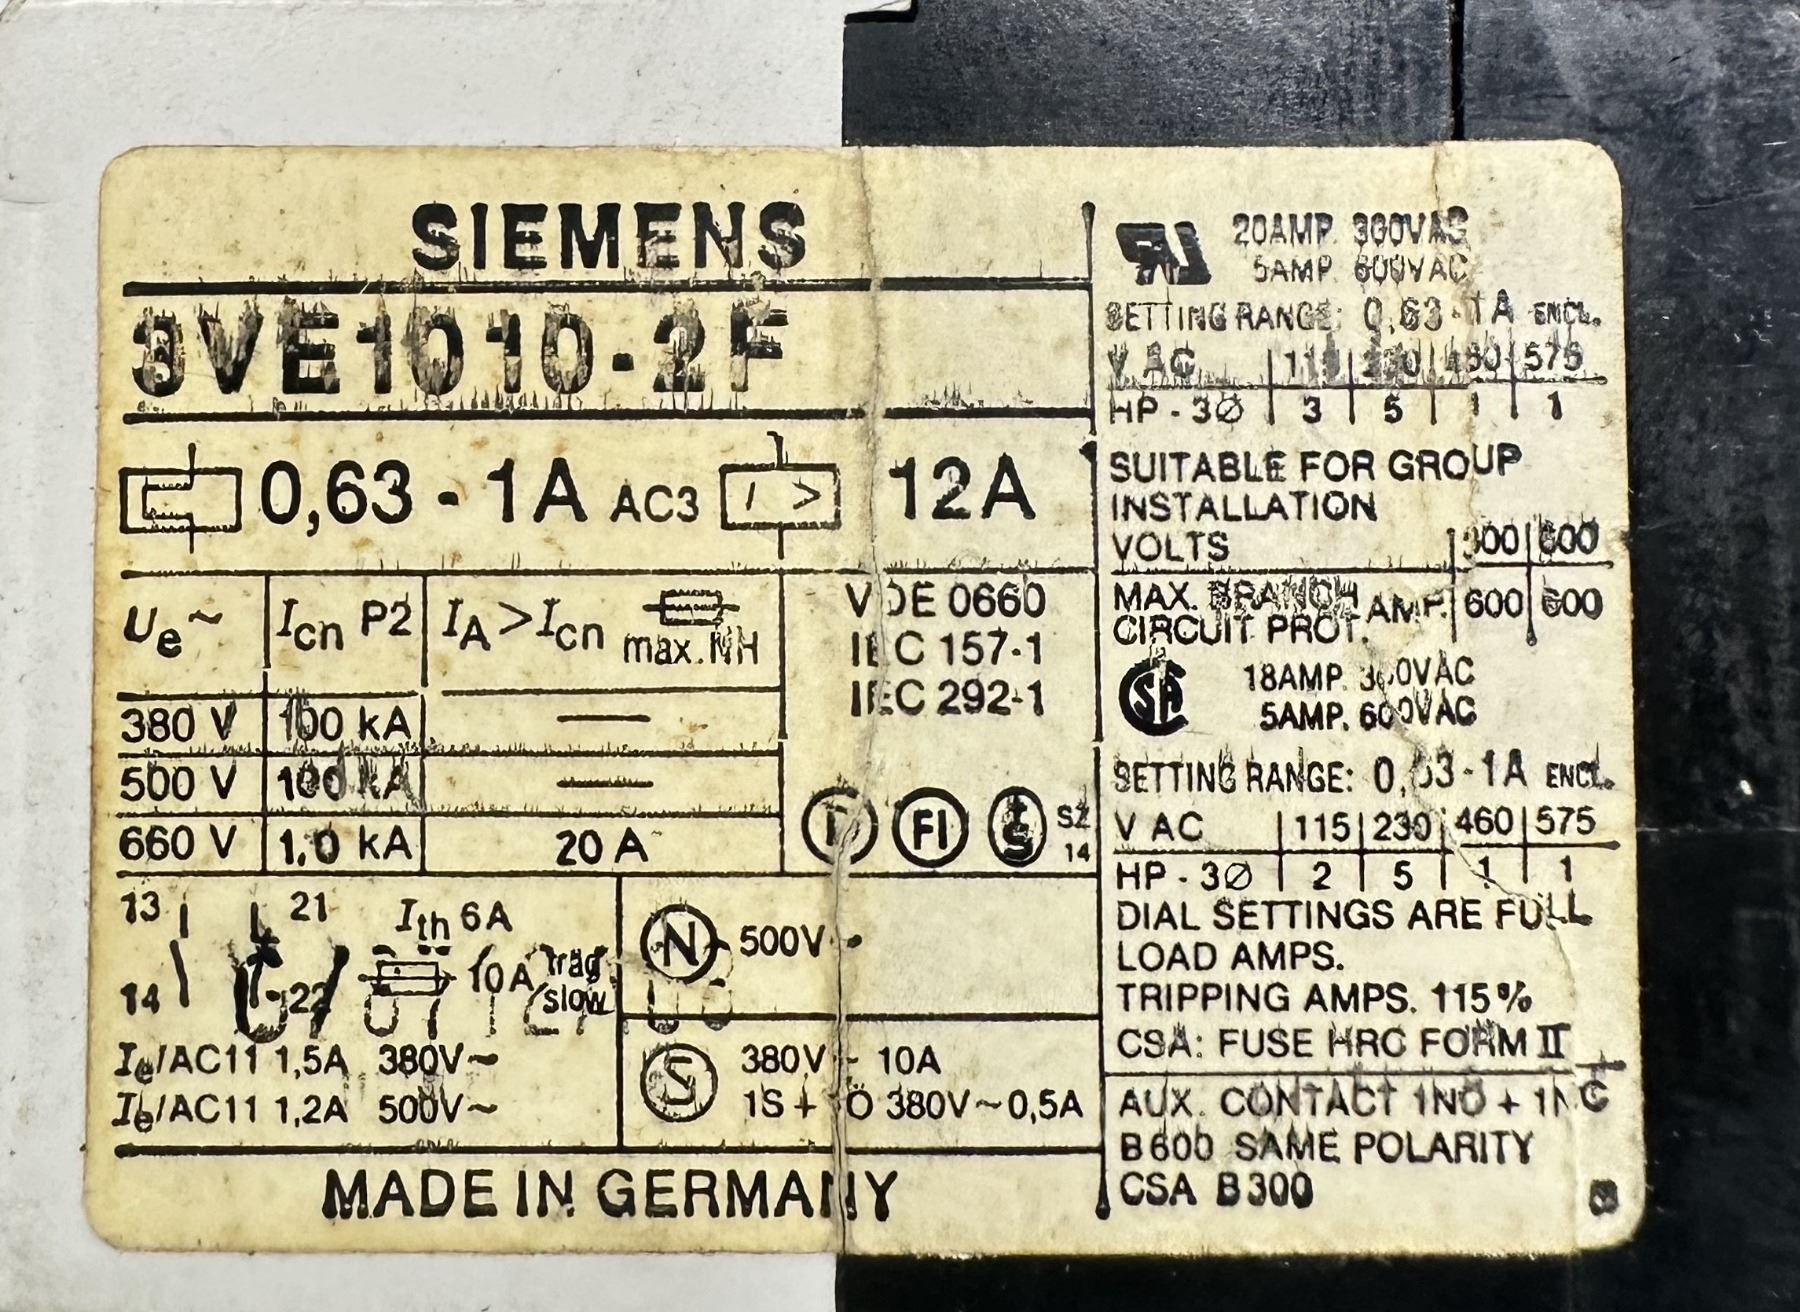 SIEMENS
3VE1010-2F
0,63 - 1A AC3 I > 12A
Ue~ Icn P2 IA > Icn max. NH
380 V 100 kA —
500 V 100 kA —
660 V 1,0 kA 20 A
VDE 0660
IEC 157-1
IEC 292-1
FI S SZ 14
13 21 Ith 6A
14 22 10A träg slow
Ie/AC11 1,5A 380V~
Ie/AC11 1,2A 500V~
N 500V~
S 380V~ 10A
1S + Ö 380V~0,5A
MADE IN GERMANY
20AMP. 300VAC
5AMP. 600VAC
SETTING RANGE: 0,63 - 1A ENCL.
V AC 115 230 460 575
HP - 3Ø 3 5 1 1
SUITABLE FOR GROUP
INSTALLATION
VOLTS 300 600
MAX. BRANCH AMP. 600 600
CIRCUIT PROT.
SA 18AMP. 300VAC
5AMP. 600VAC
SETTING RANGE: 0,63 - 1A ENCL.
V AC 115 230 460 575
HP - 3Ø 2 5 1 1
DIAL SETTINGS ARE FULL
LOAD AMPS.
TRIPPING AMPS. 115%
CSA: FUSE HRC FORM II
AUX. CONTACT 1NO + 1NC
B600 SAME POLARITY
CSA B300